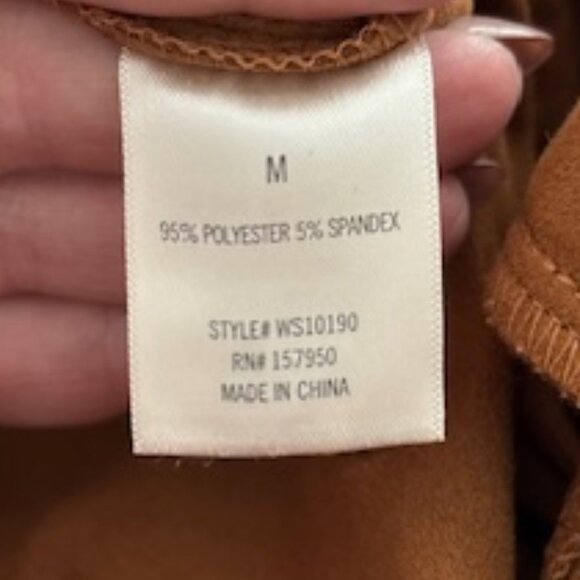 M
95% POLYESTER 5% SPANDEX
STYLE# WS10190
RN# 157950
MADE IN CHINA